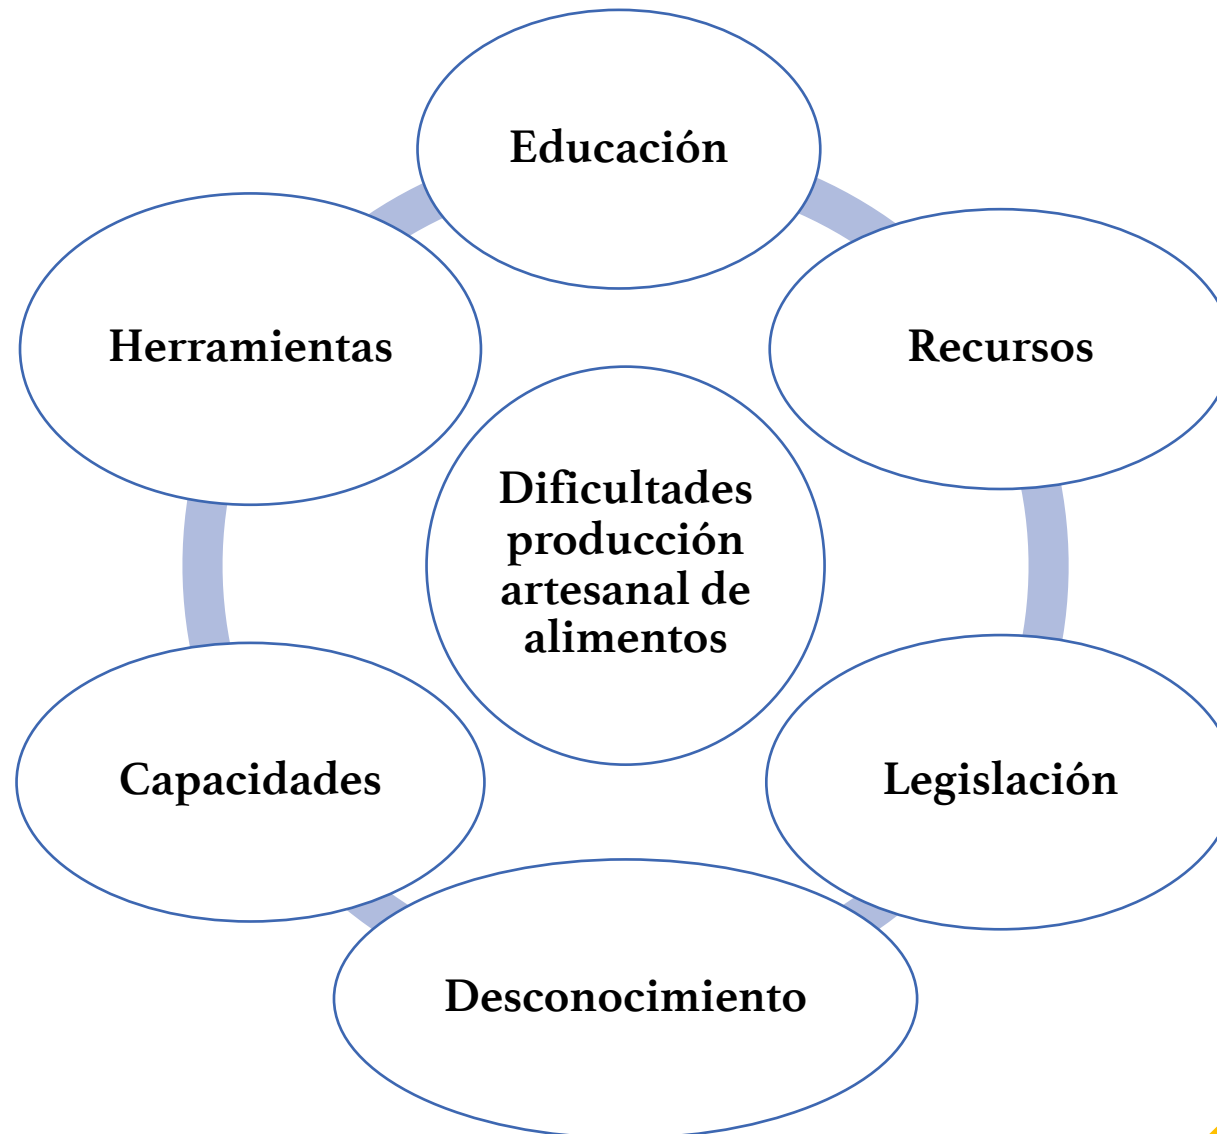 Educación
Herramientas
Recursos
Dificultades
producción
artesanal de
alimentos
Capacidades
Legislación
Desconocimiento